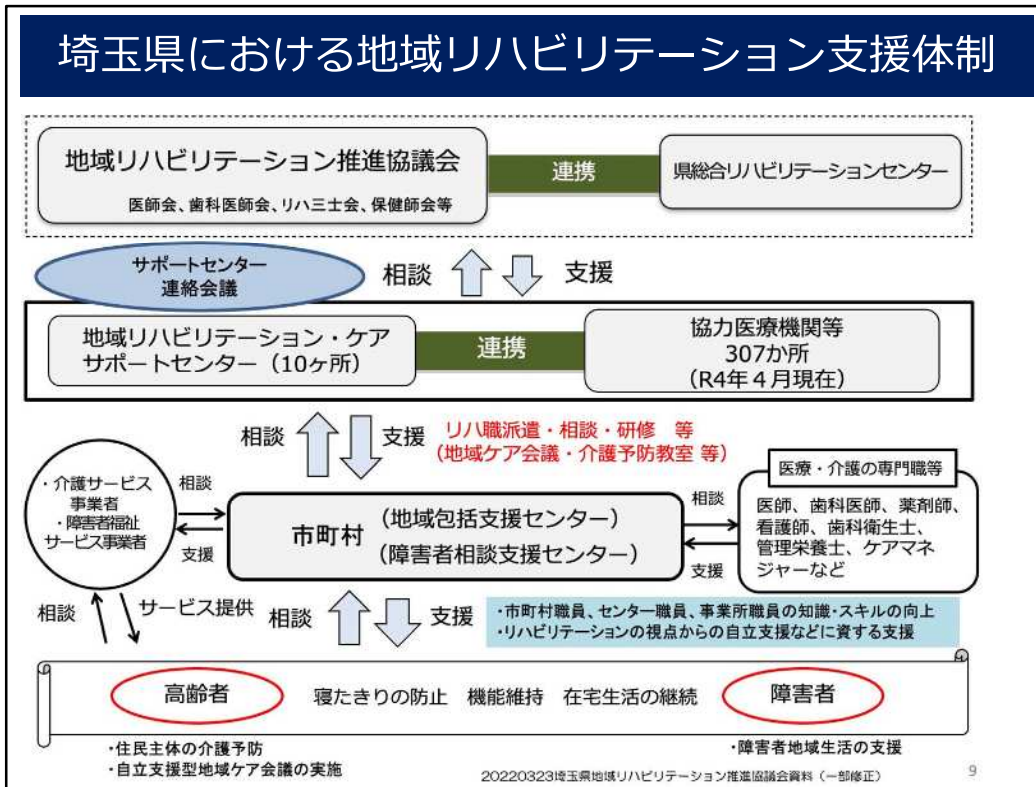 埼玉県における地域リハビリテーション支援体制
地域リハビリテーション推進協議会
医師会、歯科医師会、リハ三士会、保健師会等
連携
県総合リハビリテーションセンター
サポートセンター
連絡会議
相談
支援
地域リハビリテーション・ケア
サポートセンター（10ヶ所）
連携
協力医療機関等
307か所
(R4年４月現在)
相談
支援
リハ職派遣・相談・研修　等
(地域ケア会議・介護予防教室 等)
・介護サービス
事業者
・障害者福祉
サービス事業者
相談
支援
市町村
（地域包括支援センター）
（障害者相談支援センター）
相談
支援
医療・介護の専門職等
医師、歯科医師、薬剤師、
看護師、歯科衛生士、
管理栄養士、ケアマネ
ジャーなど
相談
サービス提供
相談
支援
・市町村職員、センター職員、事業所職員の知識・スキルの向上
・リハビリテーションの視点からの自立支援などに資する支援
高齢者
寝たきりの防止　機能維持　在宅生活の継続
障害者
・住民主体の介護予防
・自立支援型地域ケア会議の実施
・障害者地域生活の支援
20220323埼玉県地域リハビリテーション推進協議会資料（一部修正）
9